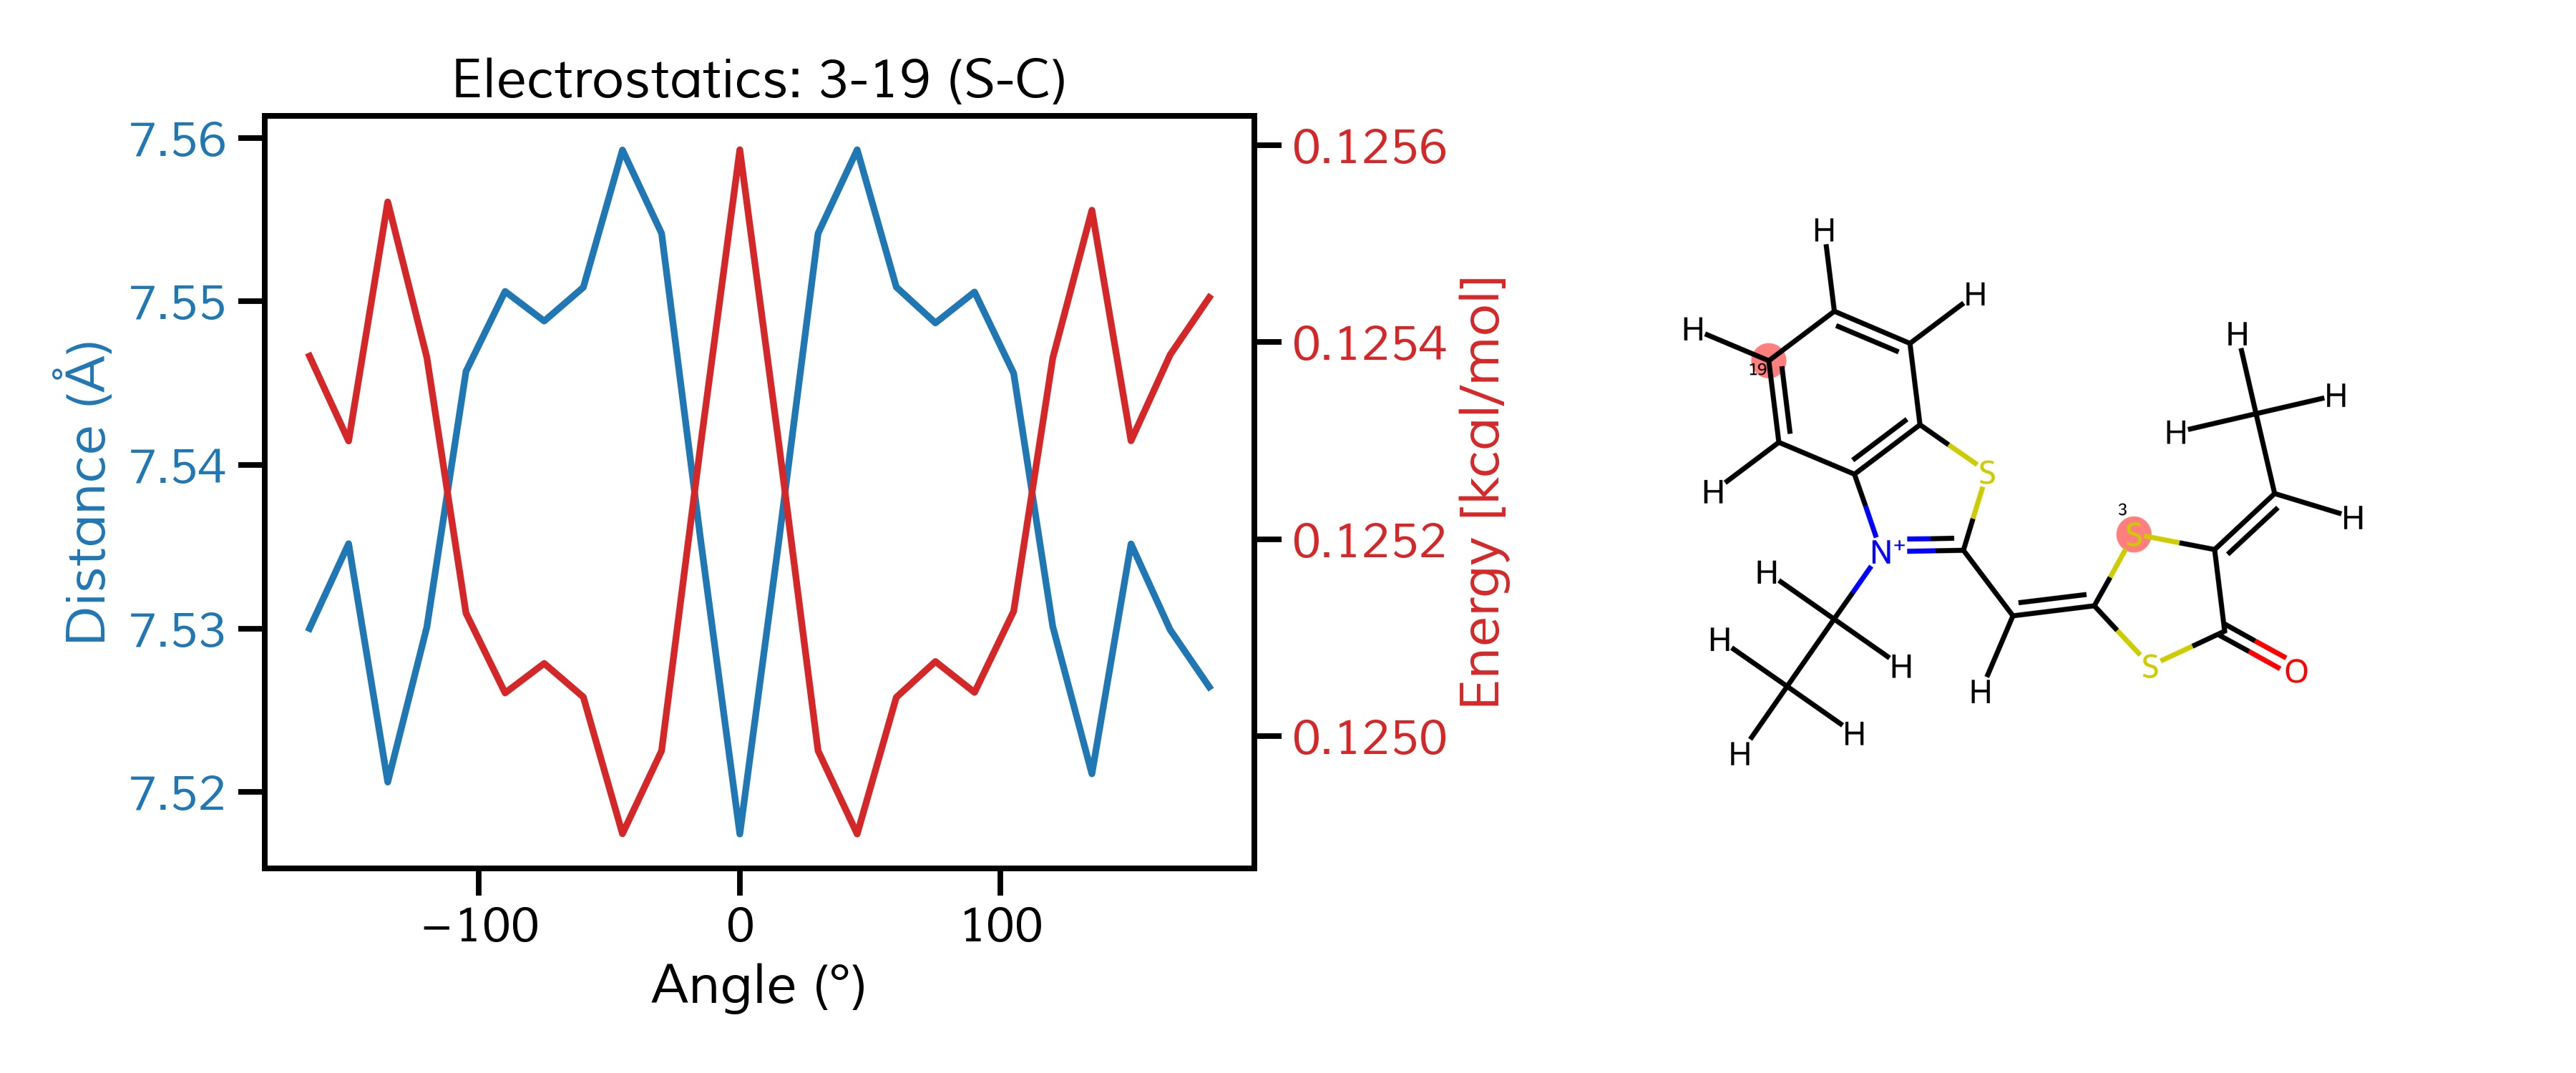 Electrostatics: 3-19 (S-C)
7.56
7.55
7.54
7.53
7.52
Distance (Å)
0.1256
0.1254
0.1252
0.1250
Energy [kcal/mol]
−100
0
100
Angle (°)
H
H
H
H
19
H
H
H
S
3
S
H
H
N+
H
H
S
O
H
H
H
H